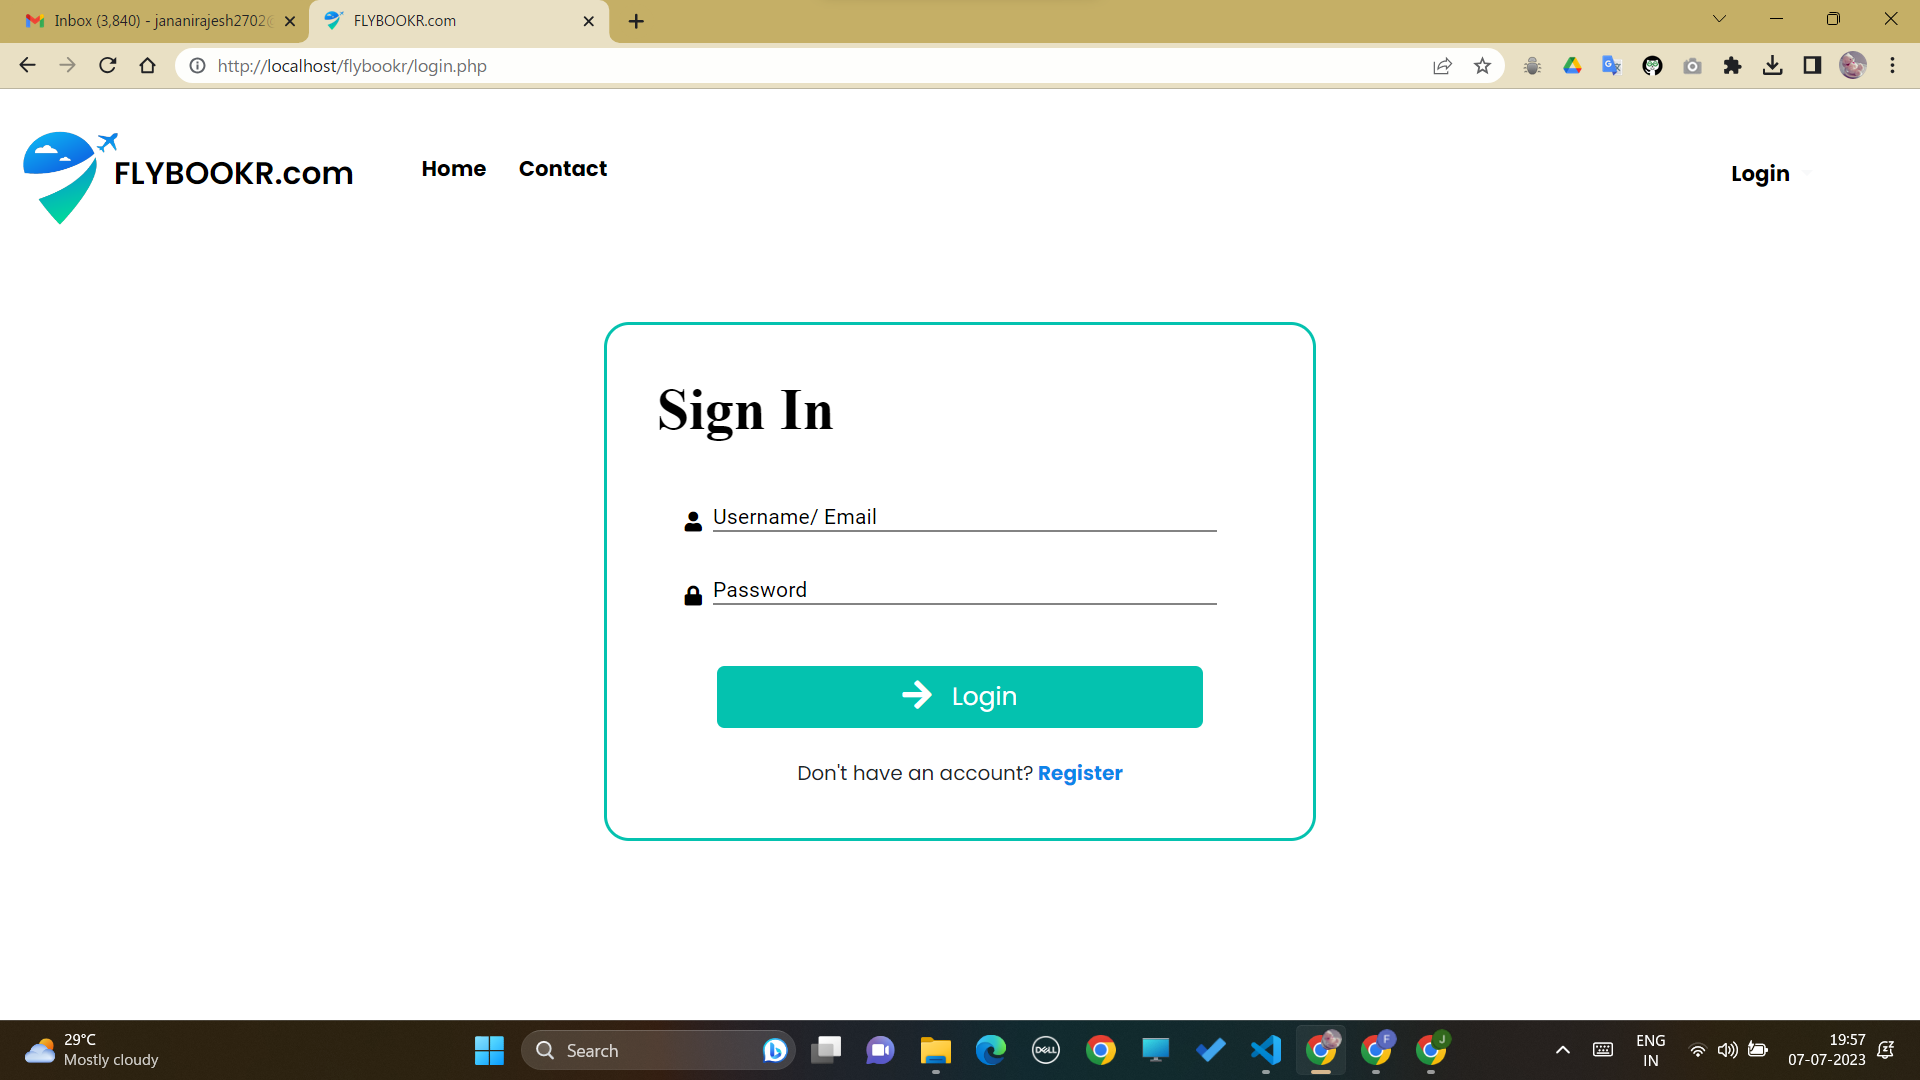 Inbox (3,840) - jananirajesh2702@
FLYBOOKR.com
http://localhost/flybookr/login.php
FLYBOOKR.com
Home
Contact
Login
Sign In
Username/ Email
Password
Login
Don't have an account? Register
29°C
Mostly cloudy
Search
DELL
F
J
ENG
IN
19:57
07-07-2023